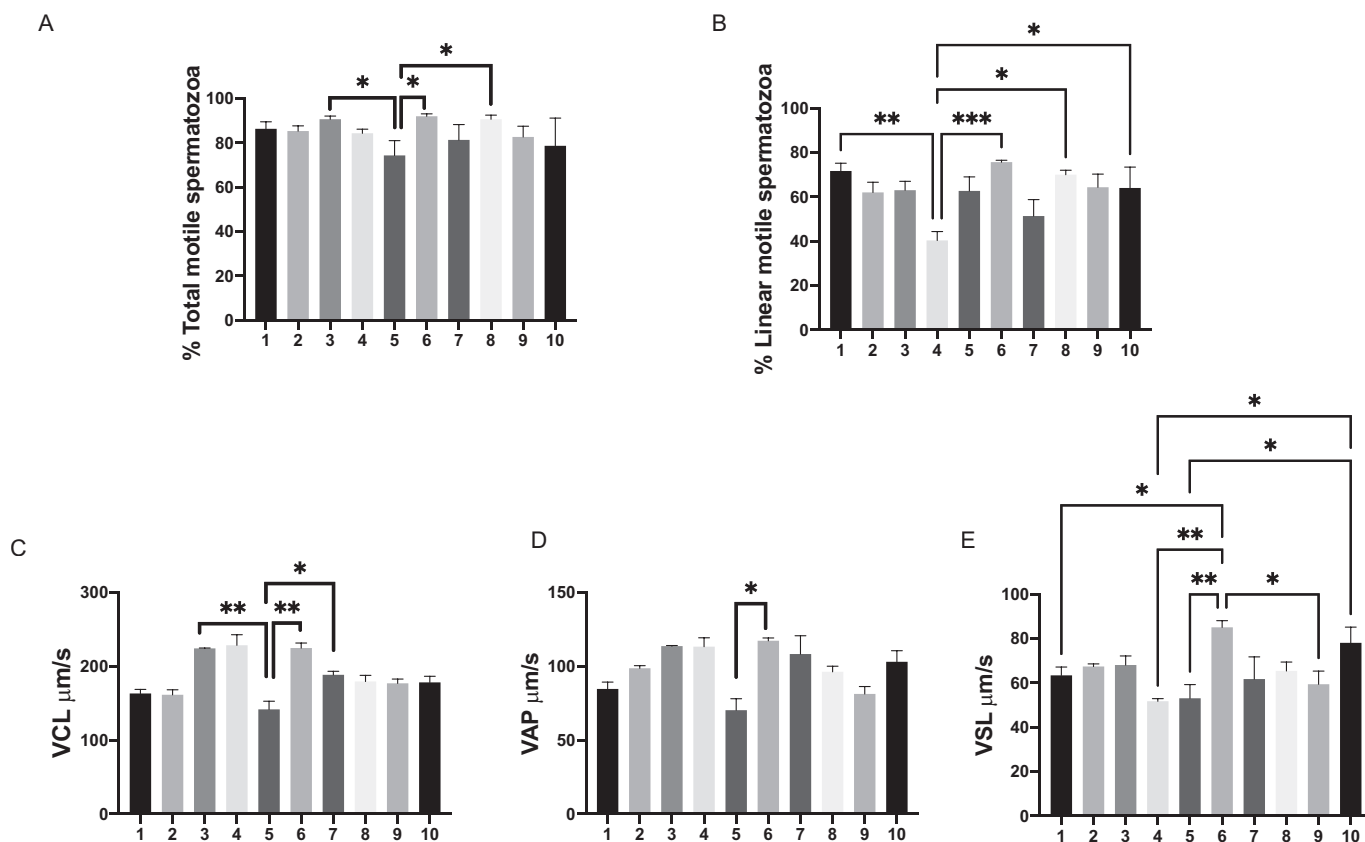 A
% Total motile spermatozoa
100
80
60
40
20
0
* * *
1 2 3 4 5 6 7 8 9 10
B
% Linear motile spermatozoa
100
80
60
40
20
0
** *** * *
1 2 3 4 5 6 7 8 9 10
C
VCL μm/s
300
200
100
0
** ** *
1 2 3 4 5 6 7 8 9 10
D
VAP μm/s
150
100
50
0
*
1 2 3 4 5 6 7 8 9 10
E
VSL μm/s
100
80
60
40
20
0
*
*
*
**
** *
1 2 3 4 5 6 7 8 9 10